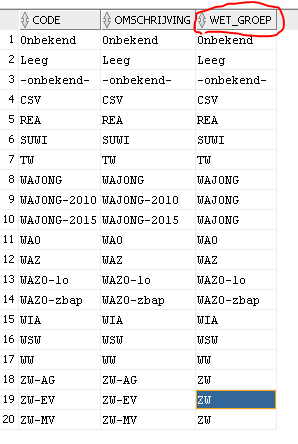 CODE OMSCHRIJVING WET_GROEP
1 Onbekend Onbekend Onbekend
2 Leeg Leeg Leeg
3 -onbekend- -onbekend- -onbekend-
4 CSV CSV CSV
5 REA REA REA
6 SUWI SUWI SUWI
7 TW TW TW
8 WAJONG WAJONG WAJONG
9 WAJONG-2010 WAJONG-2010 WAJONG
10 WAJONG-2015 WAJONG-2015 WAJONG
11 WAO WAO WAO
12 WAZ WAZ WAZ
13 WAZO-lo WAZO-lo WAZO-lo
14 WAZO-zbap WAZO-zbap WAZO-zbap
15 WIA WIA WIA
16 WSW WSW WSW
17 WW WW WW
18 ZW-AG ZW-AG ZW
19 ZW-EV ZW-EV ZW
20 ZW-MV ZW-MV ZW